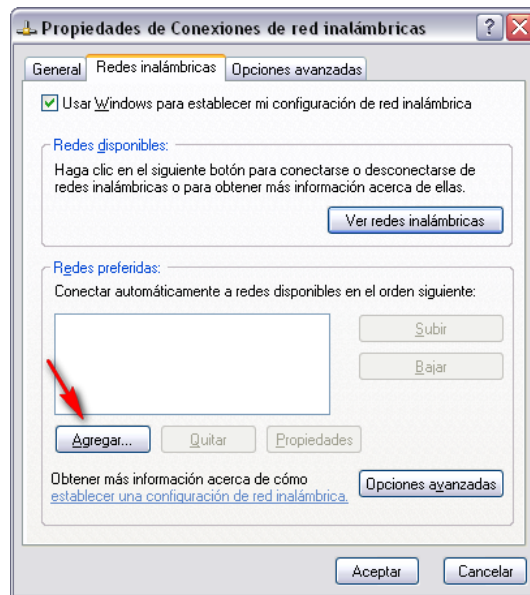 Propiedades de Conexiones de red inalámbricas
General Redes inalámbricas Opciones avanzadas
Usar Windows para establecer mi configuración de red inalámbrica
Redes disponibles:
Haga clic en el siguiente botón para conectarse o desconectarse de
redes inalámbricas o para obtener más información acerca de ellas.
Ver redes inalámbricas
Redes preferidas:
Conectar automáticamente a redes disponibles en el orden siguiente:
Subir
Bajar
Agregar... Quitar Propiedades
Obtener más información acerca de cómo
establecer una configuración de red inalámbrica.
Opciones avanzadas
Aceptar Cancelar